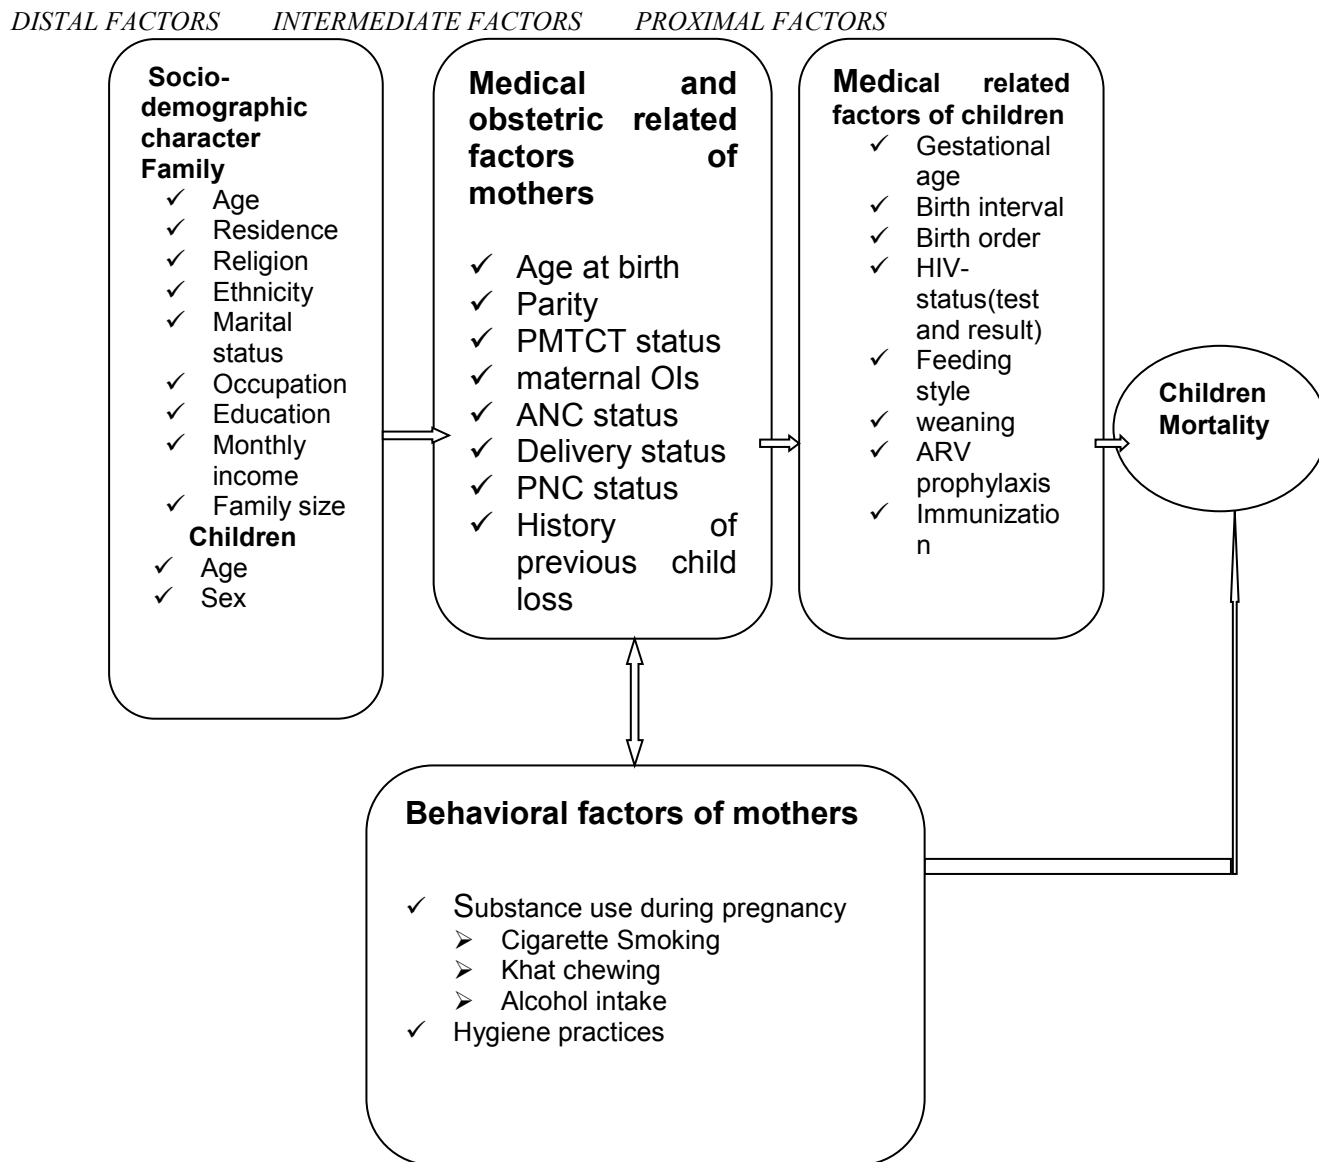 DISTAL FACTORS INTERMEDIATE FACTORS PROXIMAL FACTORS
Socio-
demographic
character
Family
✓ Age
✓ Residence
✓ Religion
✓ Ethnicity
✓ Marital
status
✓ Occupation
✓ Education
✓ Monthly
income
✓ Family size
Children
✓ Age
✓ Sex
Medical and
obstetric related
factors of
mothers
✓ Age at birth
✓ Parity
✓ PMTCT status
✓ maternal OIs
✓ ANC status
✓ Delivery status
✓ PNC status
✓ History of
previous child
loss
Medical related
factors of children
✓ Gestational
age
✓ Birth interval
✓ Birth order
✓ HIV-
status(test
and result)
✓ Feeding
style
✓ weaning
✓ ARV
prophylaxis
✓ Immunizatio
n
Children
Mortality
Behavioral factors of mothers
✓ Substance use during pregnancy
➢ Cigarette Smoking
➢ Khat chewing
➢ Alcohol intake
✓ Hygiene practices